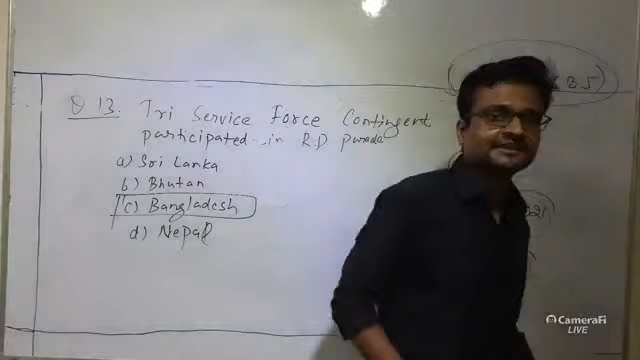 Q 13. Tri Service Force Contingent
participated in R.D parade
a) Sri Lanka
b) Bhutan
c) Bangladesh
d) Nepal
CameraFi
LIVE